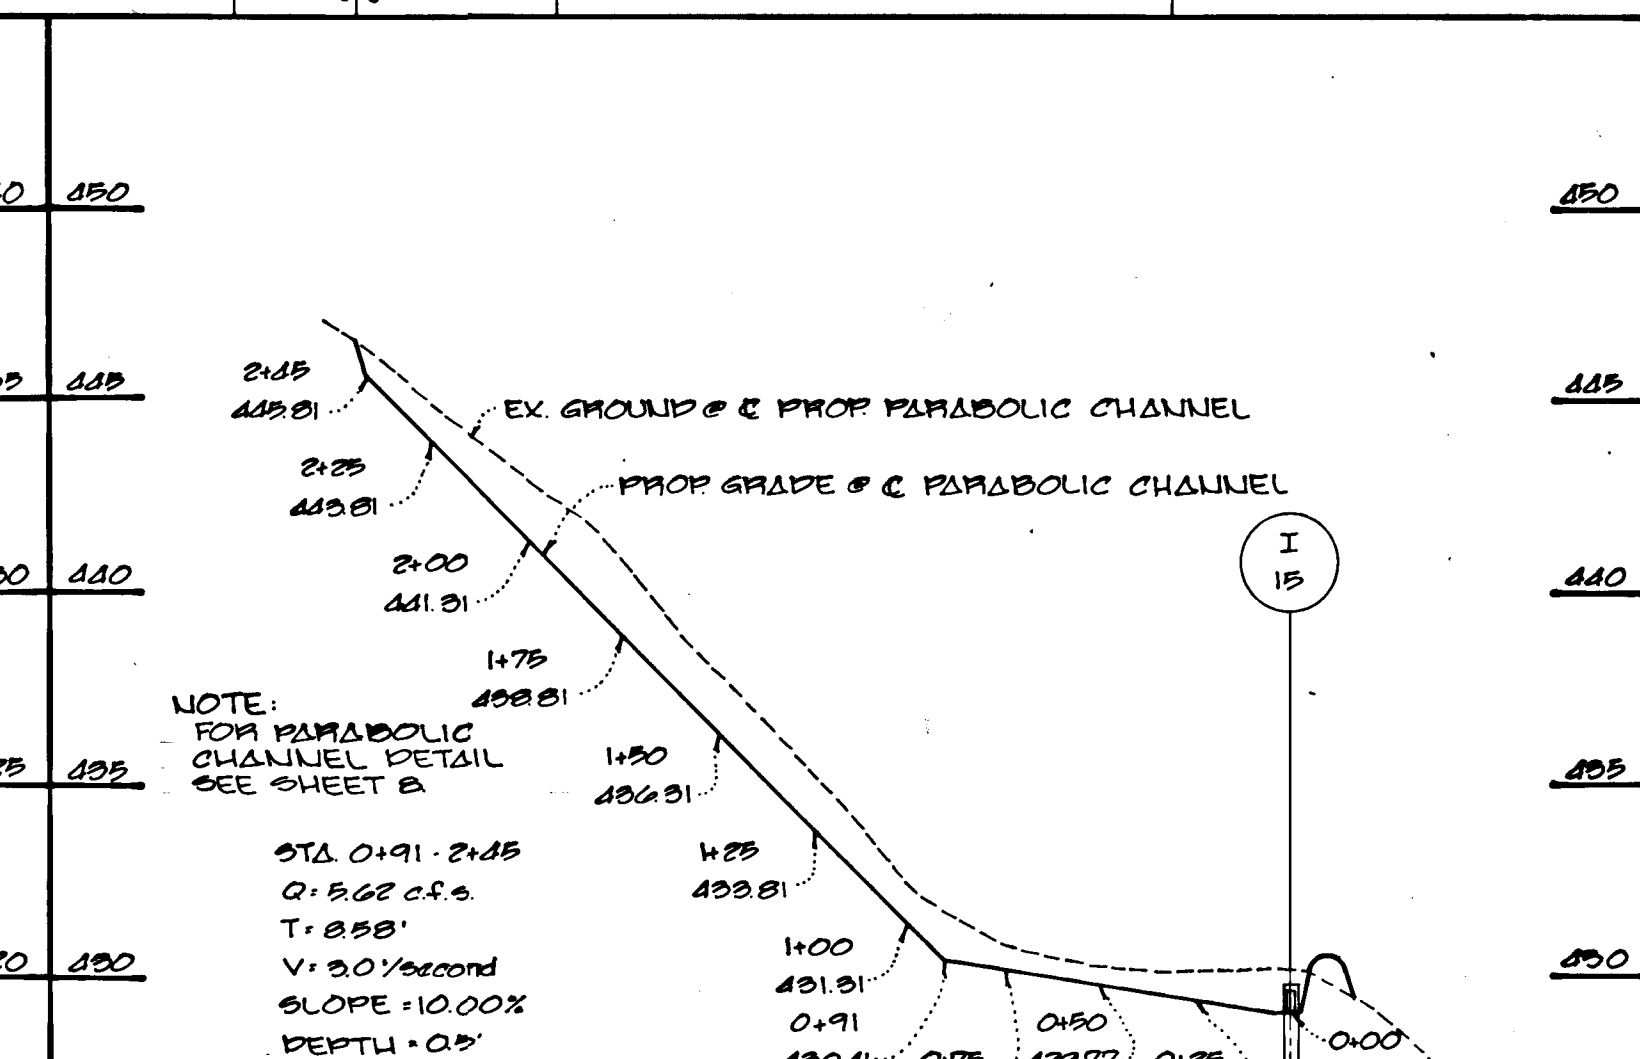 450
450
445
445
440
440
435
435
430
430
2+45
445.81
EX. GROUND @ ℄ PROP. PARABOLIC CHANNEL
2+25
443.81
PROP. GRADE @ ℄ PARABOLIC CHANNEL
I
15
2+00
441.31
1+75
438.81
NOTE:
FOR PARABOLIC
CHANNEL DETAIL
SEE SHEET 8.
1+50
436.31
1+25
433.81
STA. 0+91 - 2+45
Q = 5.62 c.f.s.
T = 8.58'
V = 3.0'/second
SLOPE = 10.00%
DEPTH = 0.5'
1+00
431.31
0+91
0+50
0+00